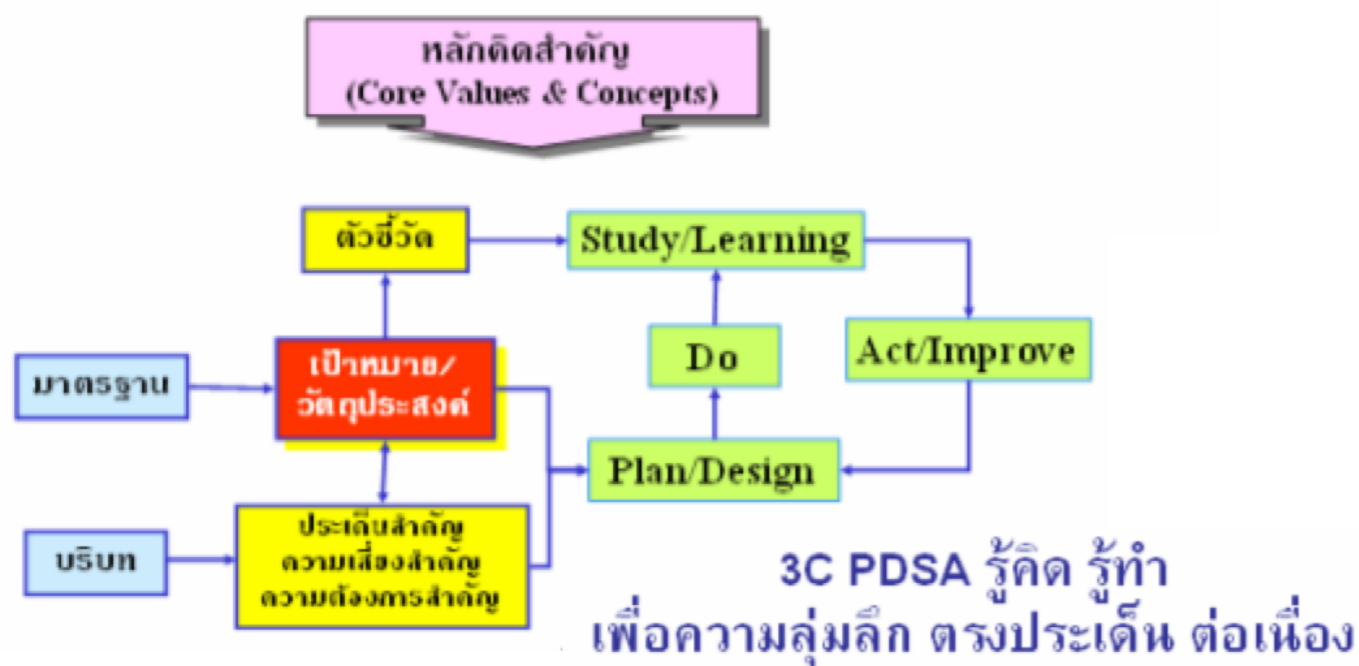 หลักคิดสำคัญ
(Core Values & Concepts)
ตัวชี้วัด
Study/Learning
เป้าหมาย/
วัตถุประสงค์
Do
Act/Improve
มาตรฐาน
Plan/Design
ประเด็นสำคัญ
ความเสี่ยงสำคัญ
ความต้องการสำคัญ
บริบท
3C PDSA รู้คิด รู้ทำ
เพื่อความลุ่มลึก ตรงประเด็น ต่อเนื่อง